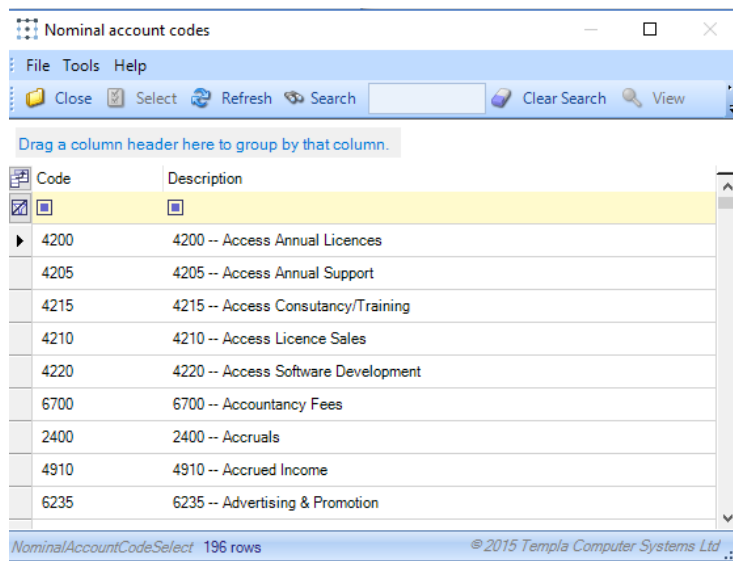 Nominal account codes
File Tools Help
Close Select Refresh Search Clear Search View
Drag a column header here to group by that column.
Code Description
4200 4200 -- Access Annual Licences
4205 4205 -- Access Annual Support
4215 4215 -- Access Consutancy/Training
4210 4210 -- Access Licence Sales
4220 4220 -- Access Software Development
6700 6700 -- Accountancy Fees
2400 2400 -- Accruals
4910 4910 -- Accrued Income
6235 6235 -- Advertising & Promotion
NominalAccountCodeSelect 196 rows © 2015 Templa Computer Systems Ltd